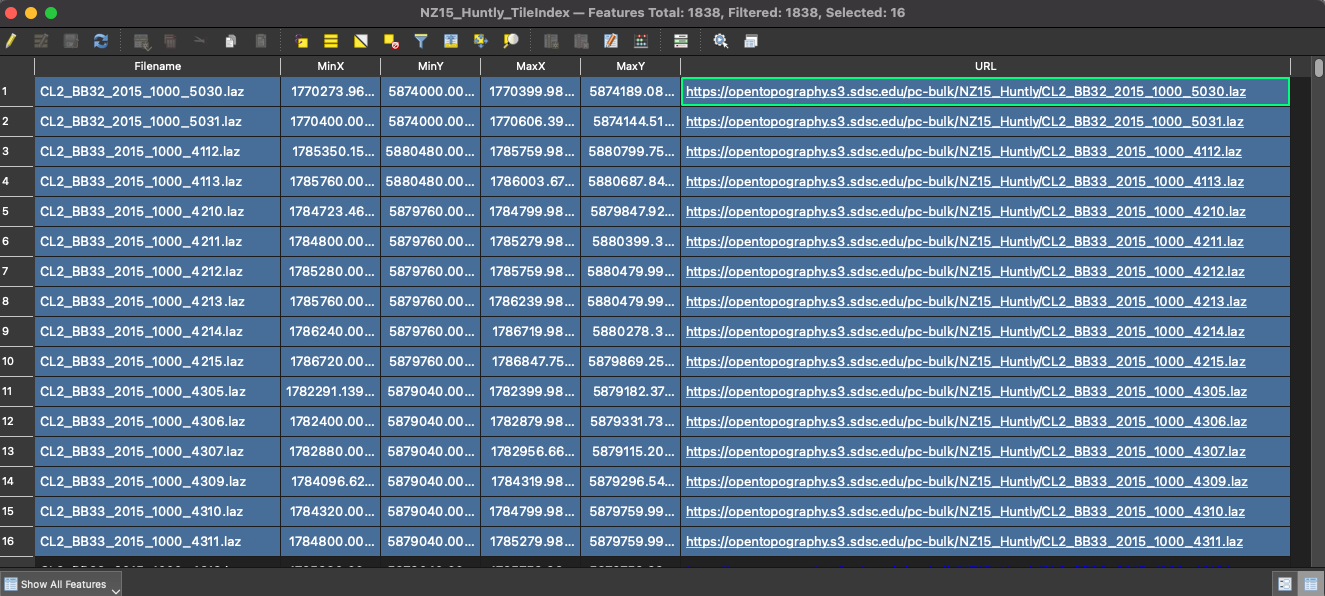 NZ15_Huntly_TileIndex — Features Total: 1838, Filtered: 1838, Selected: 16
Filename MinX MinY MaxX MaxY URL
1 CL2_BB32_2015_1000_5030.laz 1770273.96... 5874000.00... 1770399.98... 5874189.08... https://opentopography.s3.sdsc.edu/pc-bulk/NZ15_Huntly/CL2_BB32_2015_1000_5030.laz
2 CL2_BB32_2015_1000_5031.laz 1770400.00... 5874000.00... 1770606.39... 5874144.51... https://opentopography.s3.sdsc.edu/pc-bulk/NZ15_Huntly/CL2_BB32_2015_1000_5031.laz
3 CL2_BB33_2015_1000_4112.laz 1785350.15... 5880480.00... 1785759.98... 5880799.75... https://opentopography.s3.sdsc.edu/pc-bulk/NZ15_Huntly/CL2_BB33_2015_1000_4112.laz
4 CL2_BB33_2015_1000_4113.laz 1785760.00... 5880480.00... 1786003.67... 5880687.84... https://opentopography.s3.sdsc.edu/pc-bulk/NZ15_Huntly/CL2_BB33_2015_1000_4113.laz
5 CL2_BB33_2015_1000_4210.laz 1784723.46... 5879760.00... 1784799.98... 5879847.92... https://opentopography.s3.sdsc.edu/pc-bulk/NZ15_Huntly/CL2_BB33_2015_1000_4210.laz
6 CL2_BB33_2015_1000_4211.laz 1784800.00... 5879760.00... 1785279.98... 5880399.3... https://opentopography.s3.sdsc.edu/pc-bulk/NZ15_Huntly/CL2_BB33_2015_1000_4211.laz
7 CL2_BB33_2015_1000_4212.laz 1785280.00... 5879760.00... 1785759.98... 5880479.99... https://opentopography.s3.sdsc.edu/pc-bulk/NZ15_Huntly/CL2_BB33_2015_1000_4212.laz
8 CL2_BB33_2015_1000_4213.laz 1785760.00... 5879760.00... 1786239.98... 5880479.99... https://opentopography.s3.sdsc.edu/pc-bulk/NZ15_Huntly/CL2_BB33_2015_1000_4213.laz
9 CL2_BB33_2015_1000_4214.laz 1786240.00... 5879760.00... 1786719.98... 5880278.3... https://opentopography.s3.sdsc.edu/pc-bulk/NZ15_Huntly/CL2_BB33_2015_1000_4214.laz
10 CL2_BB33_2015_1000_4215.laz 1786720.00... 5879760.00... 1786847.75... 5879869.25... https://opentopography.s3.sdsc.edu/pc-bulk/NZ15_Huntly/CL2_BB33_2015_1000_4215.laz
11 CL2_BB33_2015_1000_4305.laz 1782291.139... 5879040.00... 1782399.98... 5879182.37... https://opentopography.s3.sdsc.edu/pc-bulk/NZ15_Huntly/CL2_BB33_2015_1000_4305.laz
12 CL2_BB33_2015_1000_4306.laz 1782400.00... 5879040.00... 1782879.98... 5879331.73... https://opentopography.s3.sdsc.edu/pc-bulk/NZ15_Huntly/CL2_BB33_2015_1000_4306.laz
13 CL2_BB33_2015_1000_4307.laz 1782880.00... 5879040.00... 1782956.66... 5879115.20... https://opentopography.s3.sdsc.edu/pc-bulk/NZ15_Huntly/CL2_BB33_2015_1000_4307.laz
14 CL2_BB33_2015_1000_4309.laz 1784096.62... 5879040.00... 1784319.98... 5879296.54... https://opentopography.s3.sdsc.edu/pc-bulk/NZ15_Huntly/CL2_BB33_2015_1000_4309.laz
15 CL2_BB33_2015_1000_4310.laz 1784320.00... 5879040.00... 1784799.98... 5879759.99... https://opentopography.s3.sdsc.edu/pc-bulk/NZ15_Huntly/CL2_BB33_2015_1000_4310.laz
16 CL2_BB33_2015_1000_4311.laz 1784800.00... 5879040.00... 1785279.98... 5879759.99... https://opentopography.s3.sdsc.edu/pc-bulk/NZ15_Huntly/CL2_BB33_2015_1000_4311.laz
Show All Features